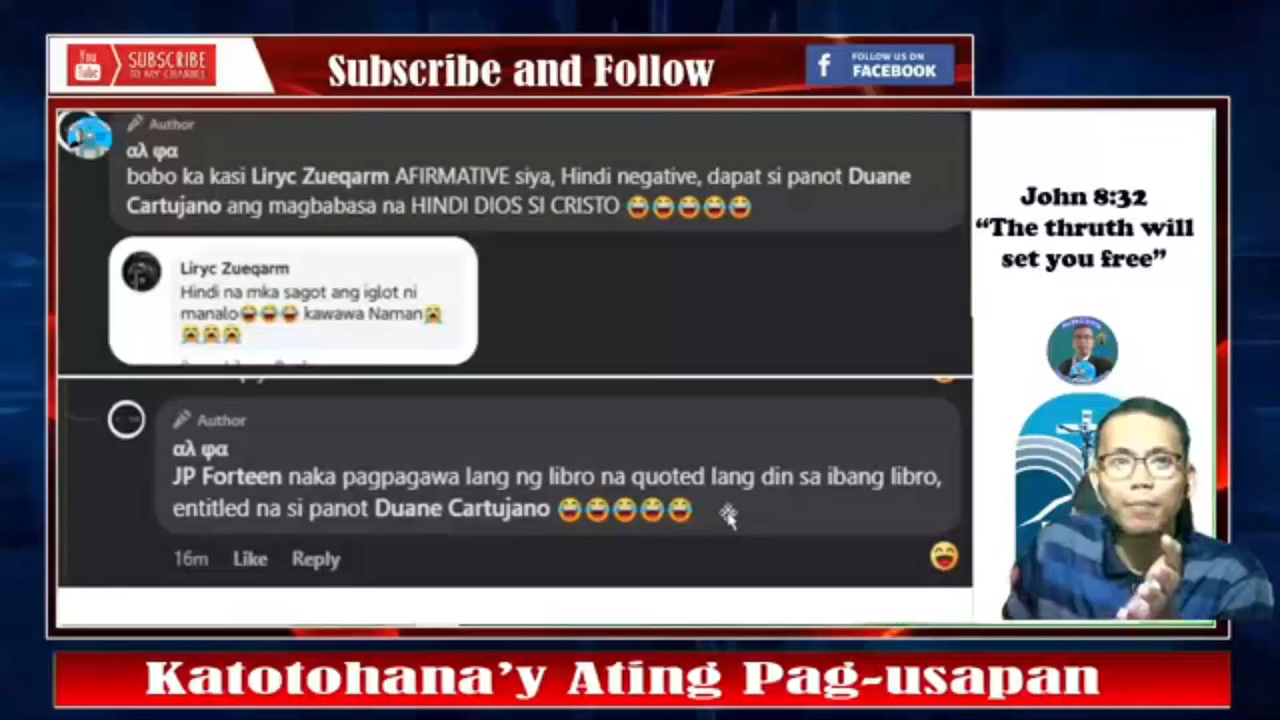 You Tube SUBSCRIBE TO MY CHANNEL
Subscribe and Follow
f FOLLOW US ON FACEBOOK
Author
αλ φα
bobo ka kasi Liryc Zueqarm AFIRMATIVE siya, Hindi negative, dapat si panot Duane
Cartujano ang magbabasa na HINDI DIOS SI CRISTO 😂😂😂😂😂
Liryc Zueqarm
Hindi na mka sagot ang iglot ni
manalo😂😂😂 kawawa Naman😭
😭😭😭
Author
αλ φα
JP Forteen naka pagpagawa lang ng libro na quoted lang din sa ibang libro,
entitled na si panot Duane Cartujano 😂😂😂😂😂
16m Like Reply
John 8:32
“The thruth will
set you free”
Katotohana’y Ating Pag-usapan